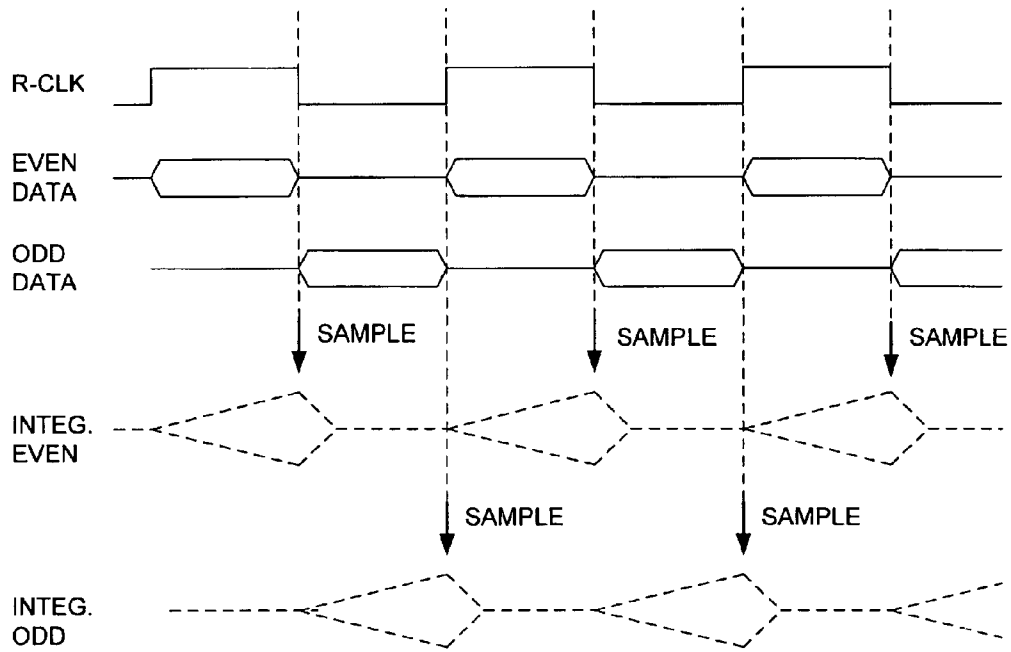 R-CLK
EVEN
DATA
ODD
DATA
SAMPLE
SAMPLE
SAMPLE
INTEG.
EVEN
SAMPLE
SAMPLE
INTEG.
ODD